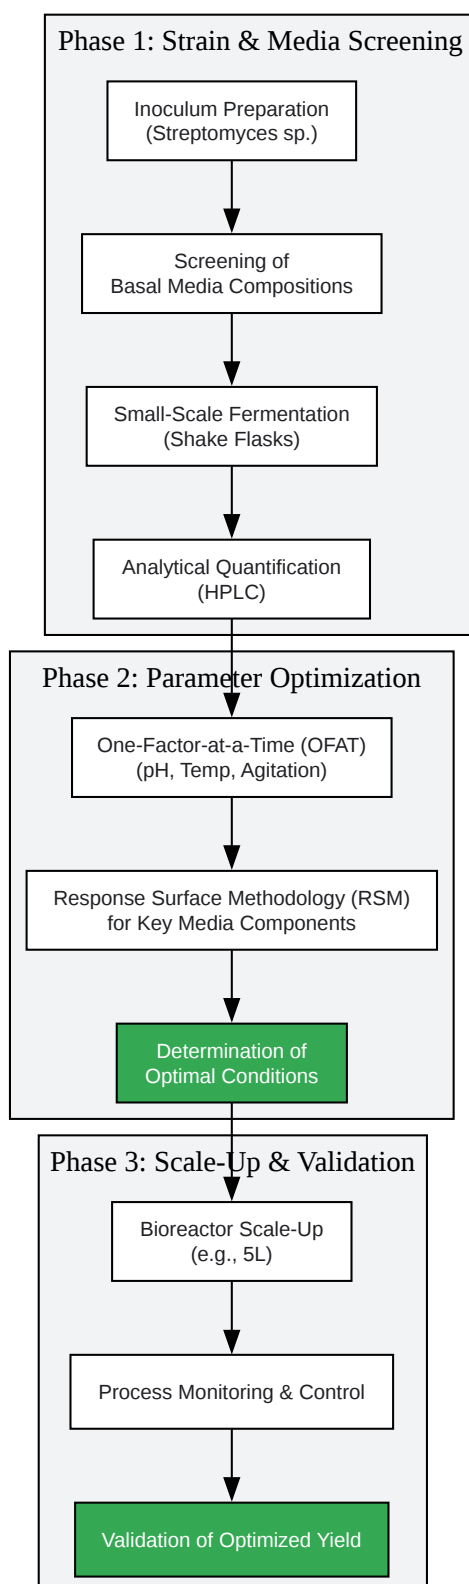 Phase 1: Strain & Media Screening
Inoculum Preparation
(Streptomyces sp.)
Screening of
Basal Media Compositions
Small-Scale Fermentation
(Shake Flasks)
Analytical Quantification
(HPLC)
Phase 2: Parameter Optimization
One-Factor-at-a-Time (OFAT)
(pH, Temp, Agitation)
Response Surface Methodology (RSM)
for Key Media Components
Determination of
Optimal Conditions
Phase 3: Scale-Up & Validation
Bioreactor Scale-Up
(e.g., 5L)
Process Monitoring & Control
Validation of Optimized Yield